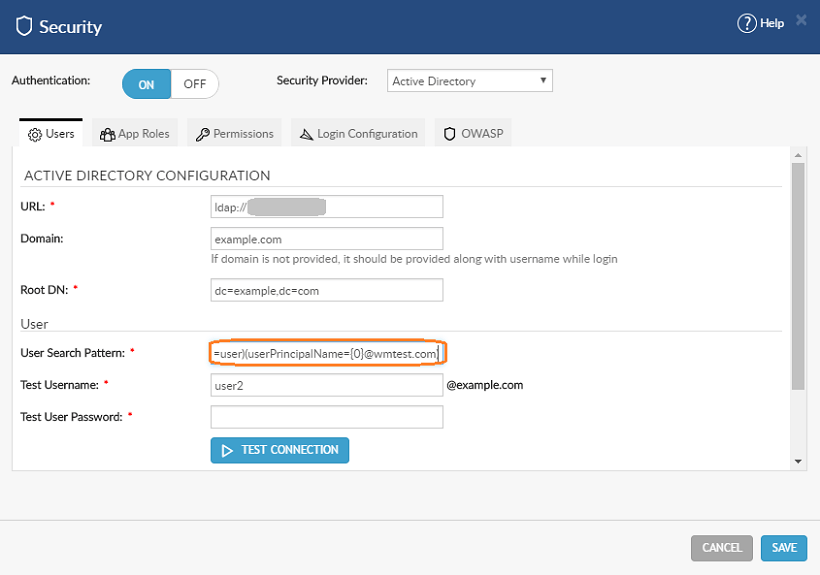 Security
Help
Authentication: ON OFF Security Provider: Active Directory
Users App Roles Permissions Login Configuration OWASP
ACTIVE DIRECTORY CONFIGURATION
URL: * ldap://
Domain: example.com
If domain is not provided, it should be provided along with username while login
Root DN: * dc=example,dc=com
User
User Search Pattern: * =user)(userPrincipalName={0}@wmtest.com)
Test Username: * user2 @example.com
Test User Password: *
TEST CONNECTION
CANCEL SAVE